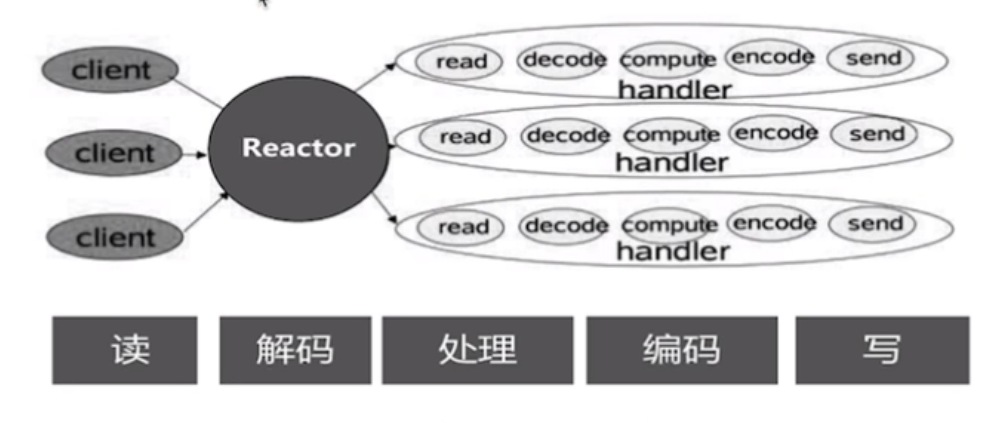 client
read decode compute encode send
handler
client
Reactor
read decode compute encode send
handler
client
read decode compute encode send
handler
读 解码 处理 编码 写